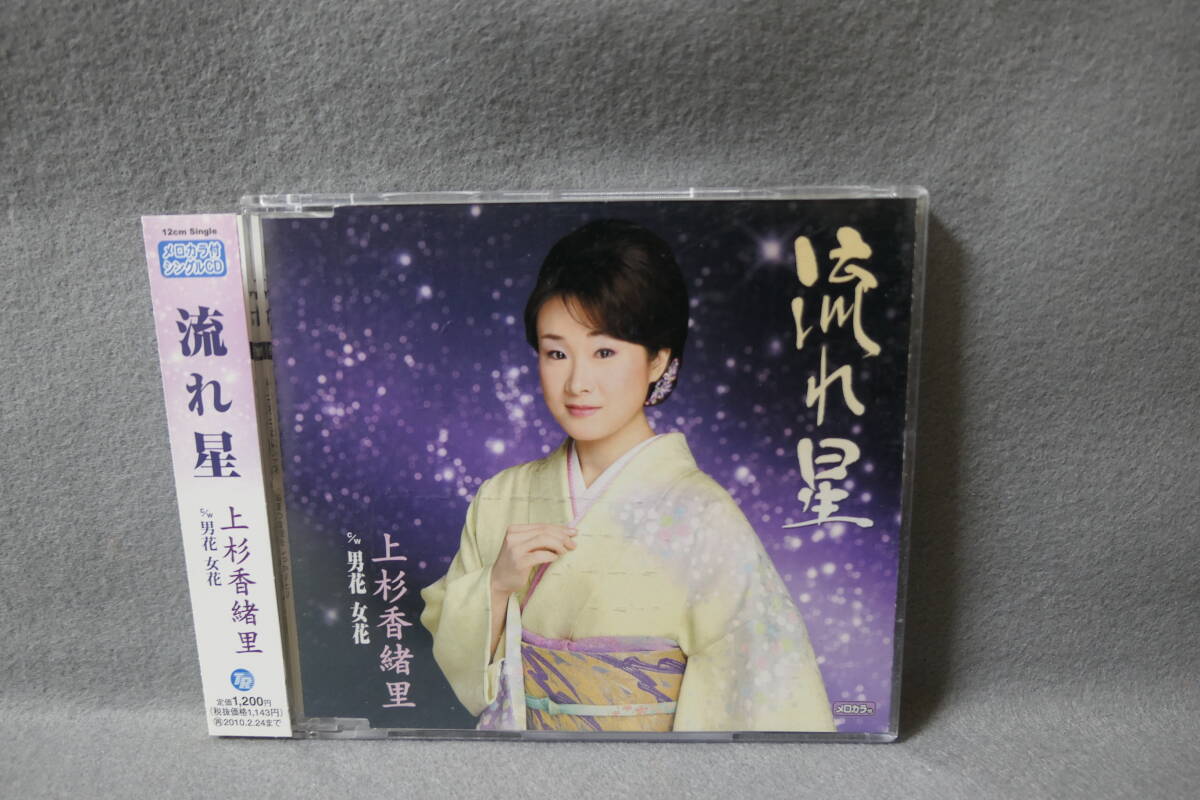 12cm Single
メロカラ付
シングルCD
流れ星
c/w 男花 女花
上杉香緒里
TR
定価1,200円
(税抜価格1,143円)
Ⓟ2010.2.24まで
流れ星
上杉香緒里
c/w 男花 女花
メロカラ付